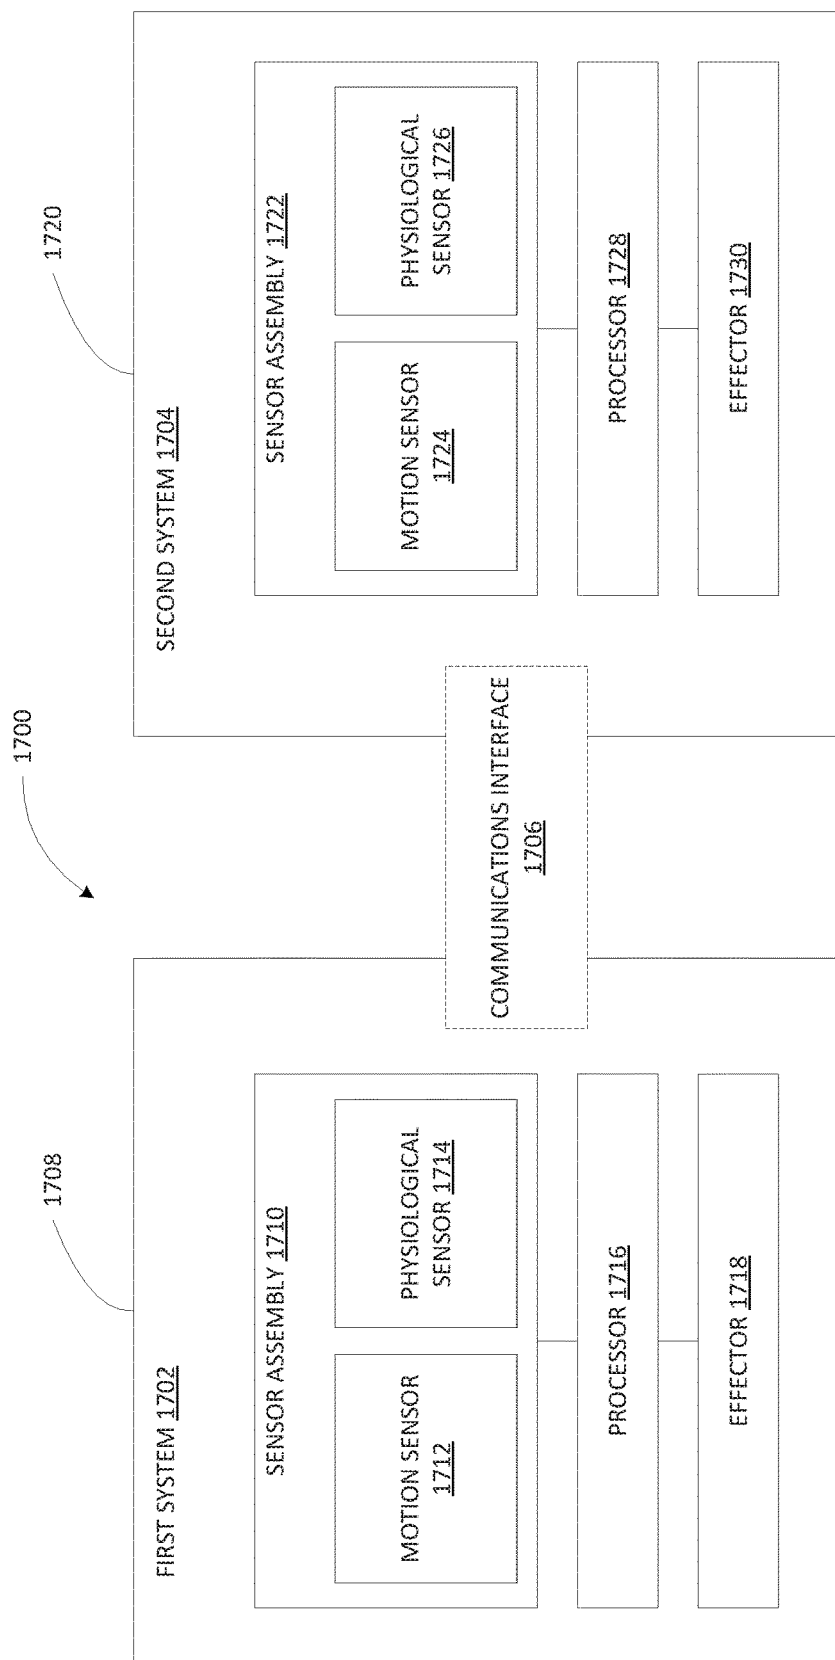 1700
1708
1720
FIRST SYSTEM 1702
SENSOR ASSEMBLY 1710
MOTION SENSOR
1712
PHYSIOLOGICAL
SENSOR 1714
PROCESSOR 1716
EFFECTOR 1718
COMMUNICATIONS INTERFACE
1706
SECOND SYSTEM 1704
SENSOR ASSEMBLY 1722
MOTION SENSOR
1724
PHYSIOLOGICAL
SENSOR 1726
PROCESSOR 1728
EFFECTOR 1730